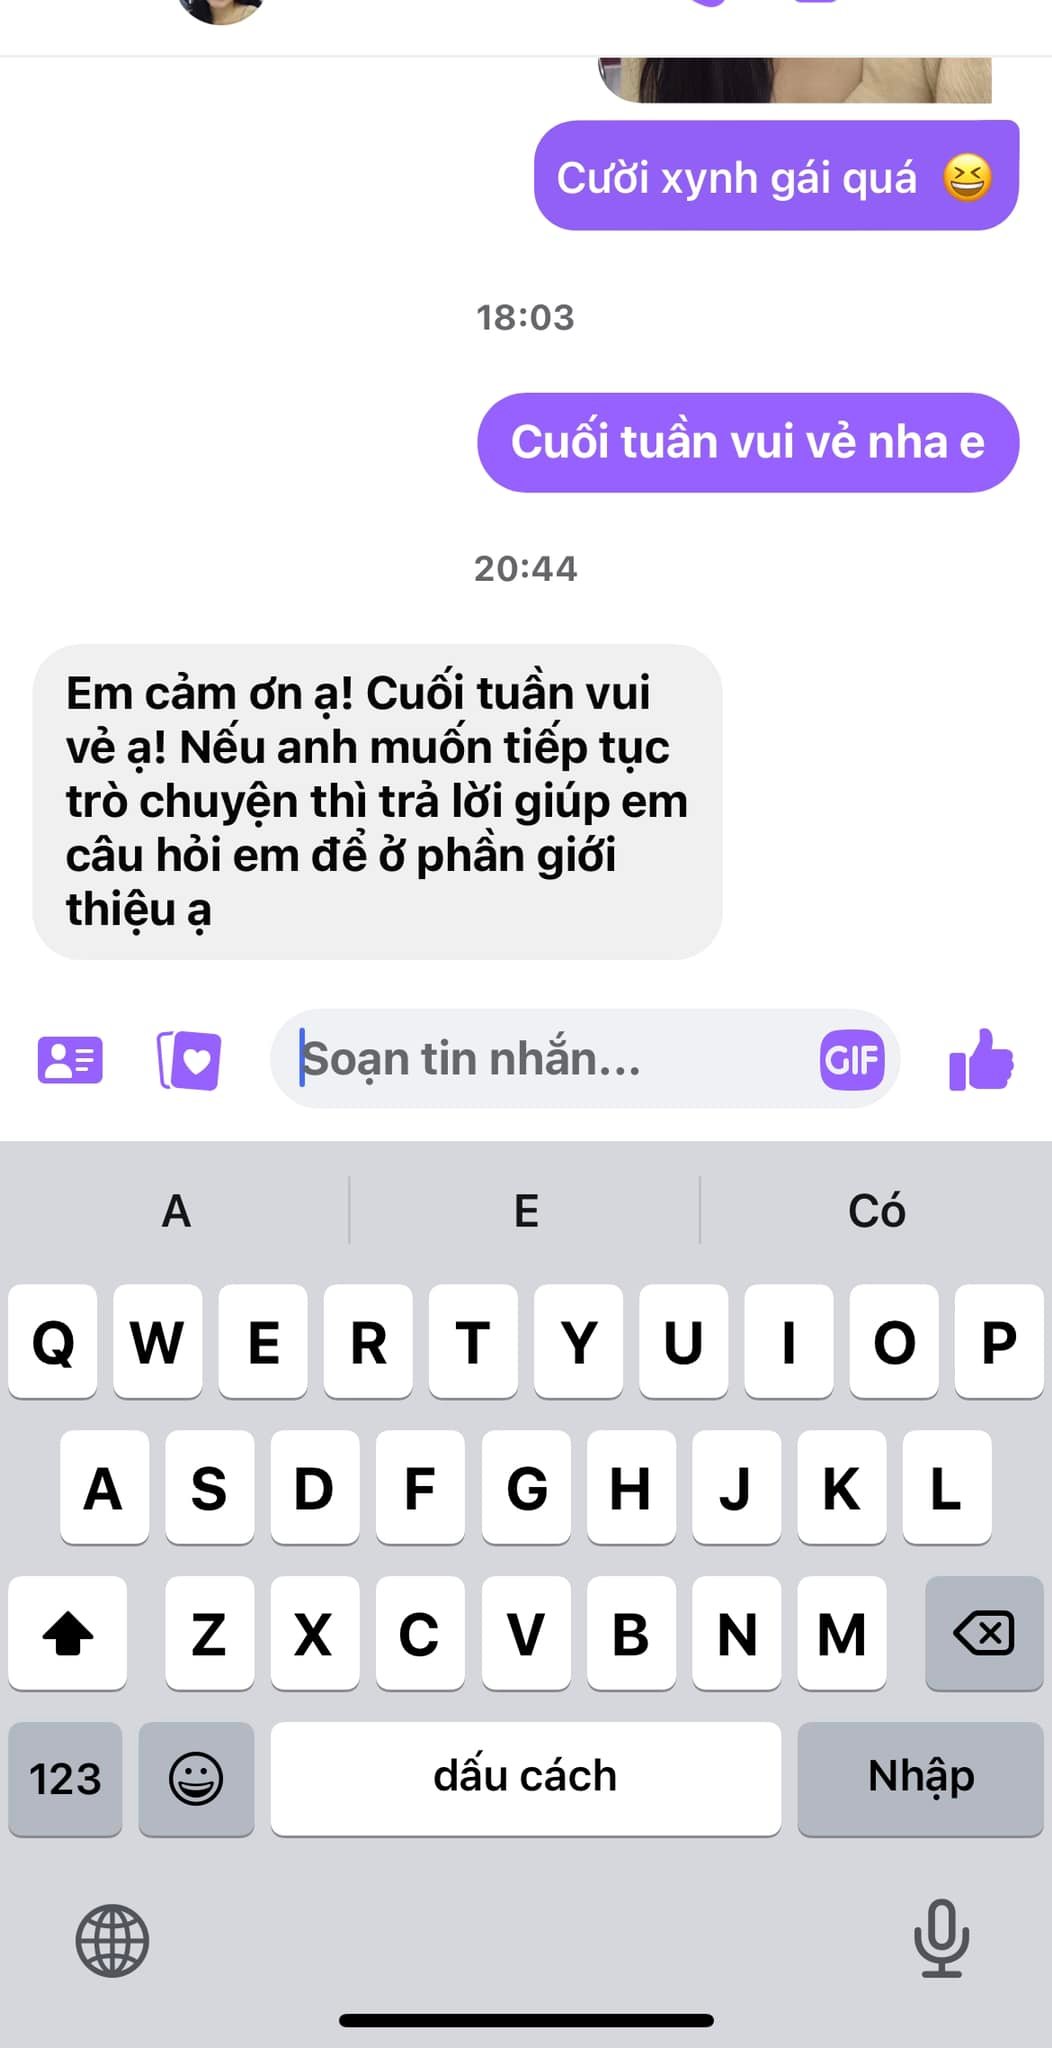 Cười xynh gái quá 😆
18:03
Cuối tuần vui vẻ nha e
20:44
Em cảm ơn ạ! Cuối tuần vui
vẻ ạ! Nếu anh muốn tiếp tục
trò chuyện thì trả lời giúp em
câu hỏi em để ở phần giới
thiệu ạ
Soạn tin nhắn...
GIF
A E Có
Q W E R T Y U I O P
A S D F G H J K L
Z X C V B N M
123 dấu cách Nhập